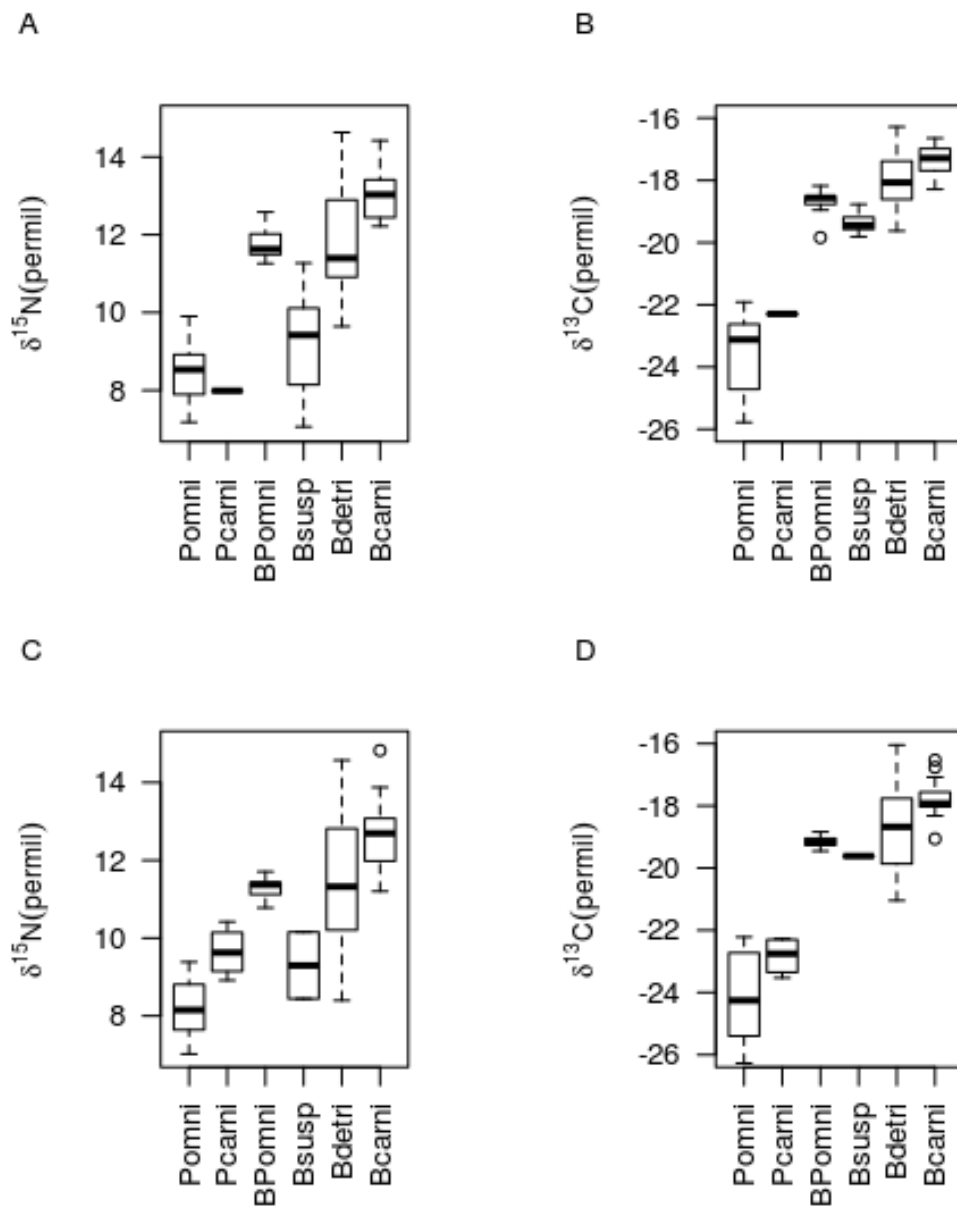 A
δ15N(permil)
14
12
10
8
Pomni
Pcarni
BPomni
Bsusp
Bdetri
Bcarni
B
δ13C(permil)
-16
-18
-20
-22
-24
-26
Pomni
Pcarni
BPomni
Bsusp
Bdetri
Bcarni
C
δ15N(permil)
14
12
10
8
Pomni
Pcarni
BPomni
Bsusp
Bdetri
Bcarni
D
δ13C(permil)
-16
-18
-20
-22
-24
-26
Pomni
Pcarni
BPomni
Bsusp
Bdetri
Bcarni